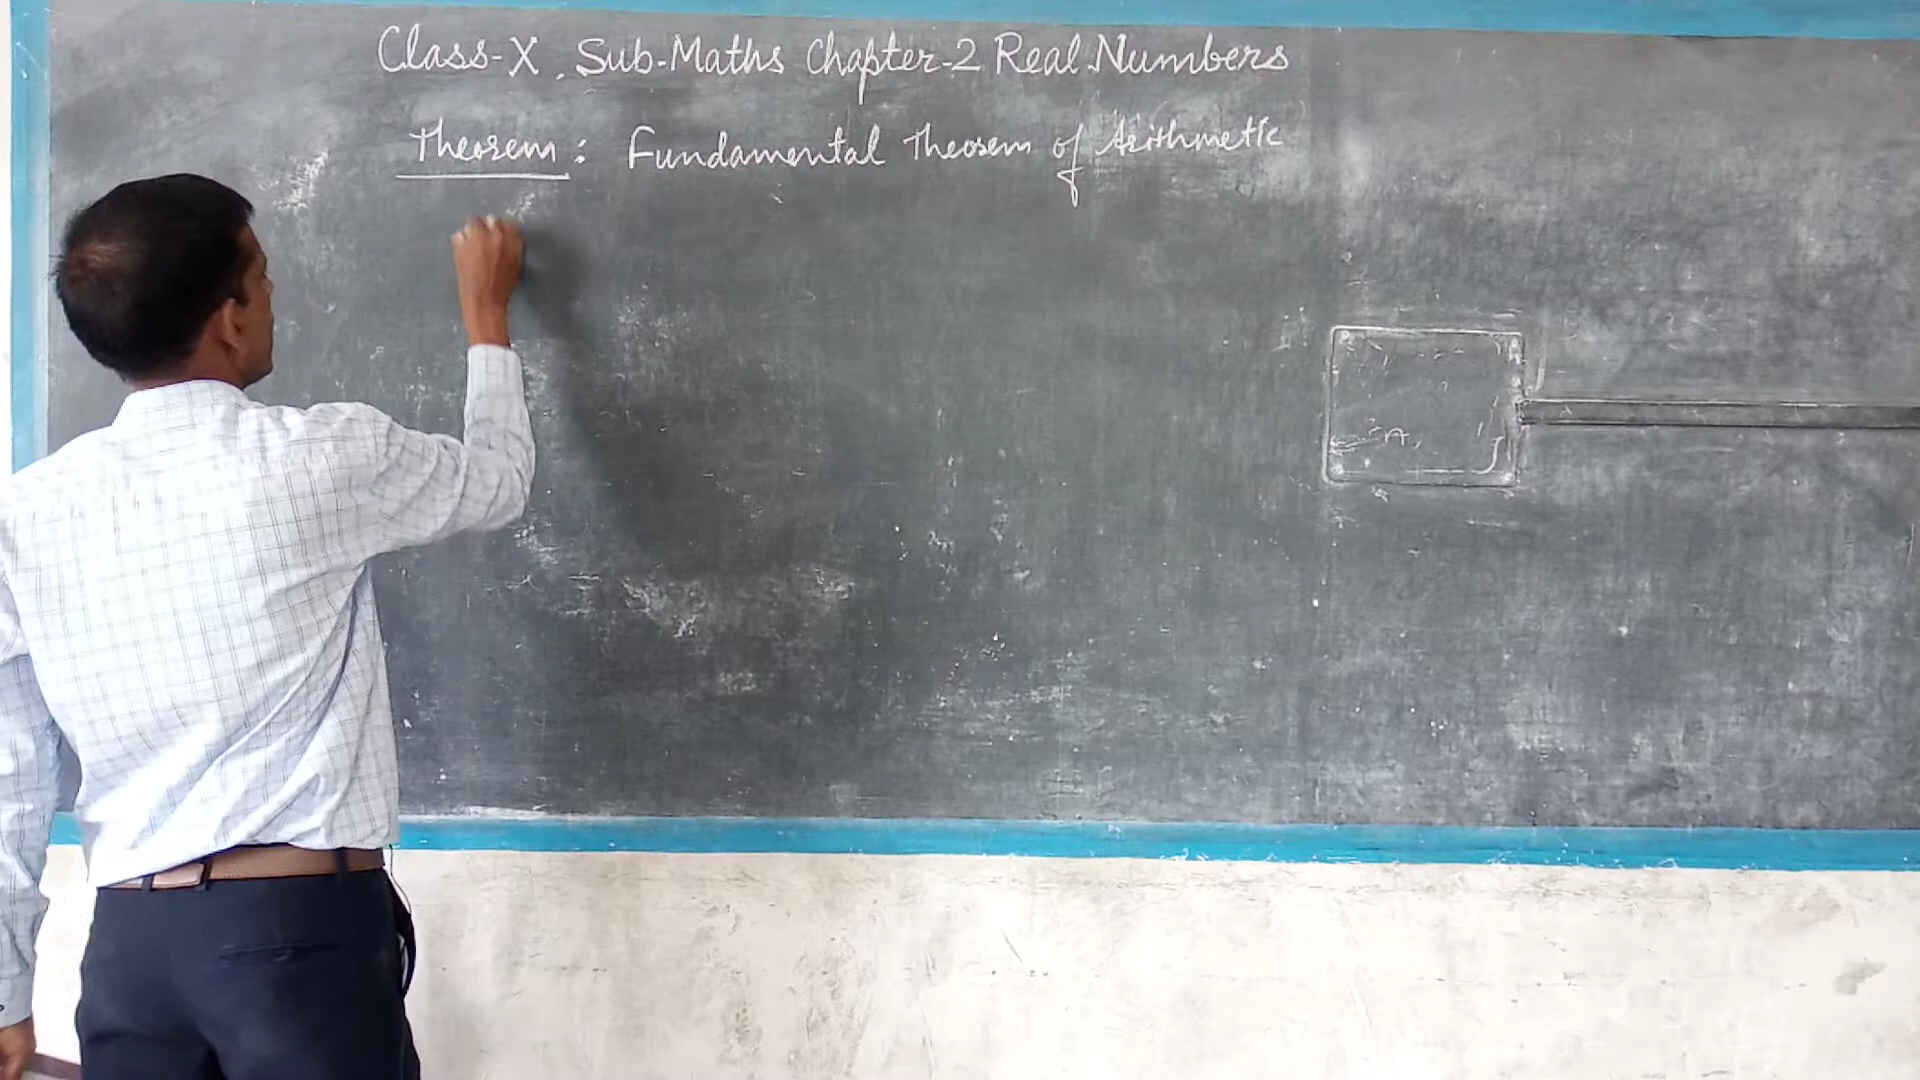 Class-X, Sub-Maths Chapter-2 Real Numbers
Theorem: Fundamental Theorem of Arithmetic